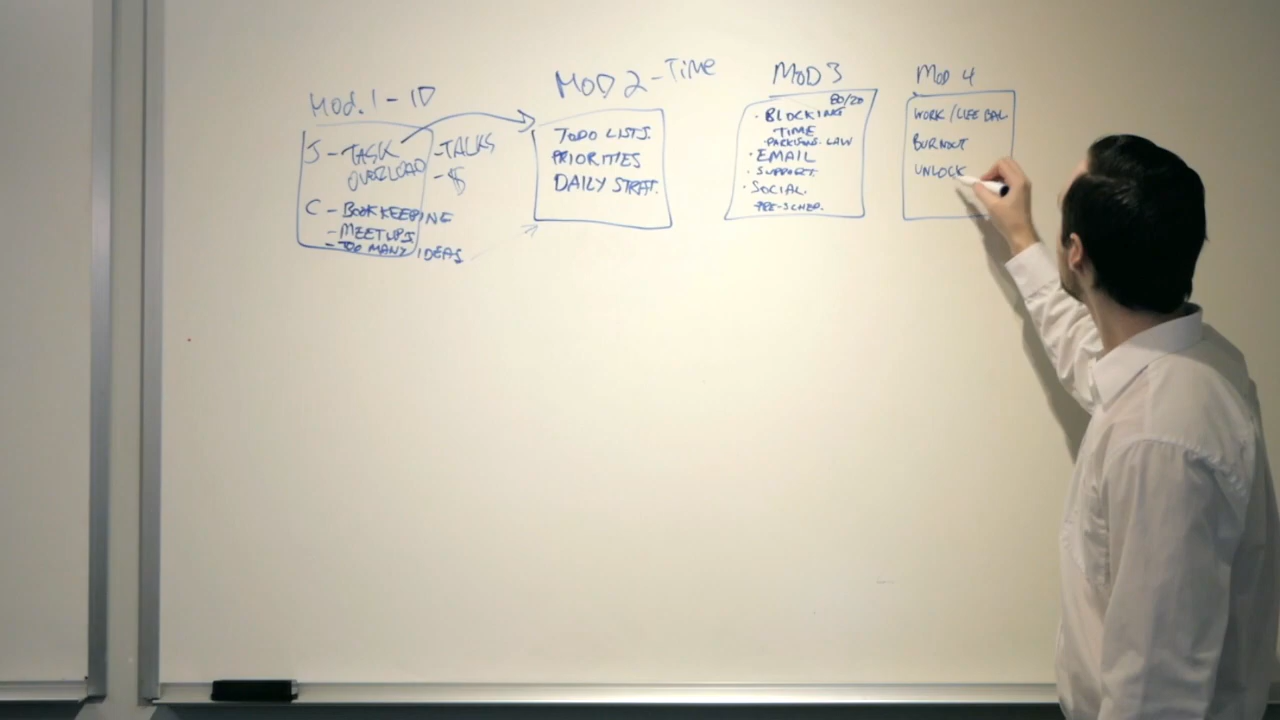 MOD. 1 - ID
J - TASK OVERLOAD
- TALKS
- $
C - BOOKKEEPING
- MEETUPS
- TOO MANY IDEAS
MOD 2 - TIME
TODO LISTS
PRIORITIES
DAILY STRAT.
MOD 3
80/20
· BLOCKING
TIME
PARKISONS LAW
· EMAIL
· SUPPORT
· SOCIAL
PRE-SCHED.
MOD 4
WORK/LIFE BAL.
BURNOUT
UNLOCK